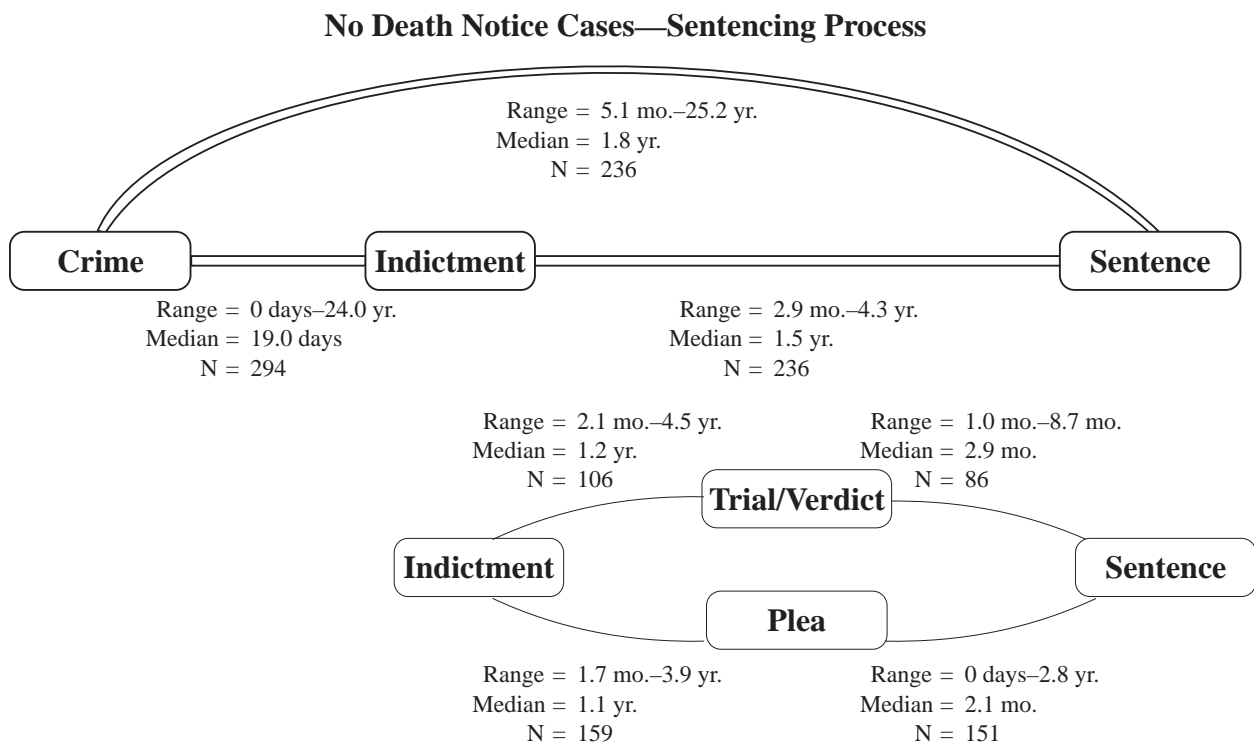 No Death Notice Cases—Sentencing Process
Range = 5.1 mo.–25.2 yr.
Median = 1.8 yr.
N = 236
Crime
Indictment
Sentence
Range = 0 days–24.0 yr.
Median = 19.0 days
N = 294
Range = 2.9 mo.–4.3 yr.
Median = 1.5 yr.
N = 236
Range = 2.1 mo.–4.5 yr.
Median = 1.2 yr.
N = 106
Range = 1.0 mo.–8.7 mo.
Median = 2.9 mo.
N = 86
Trial/Verdict
Indictment
Sentence
Plea
Range = 1.7 mo.–3.9 yr.
Median = 1.1 yr.
N = 159
Range = 0 days–2.8 yr.
Median = 2.1 mo.
N = 151